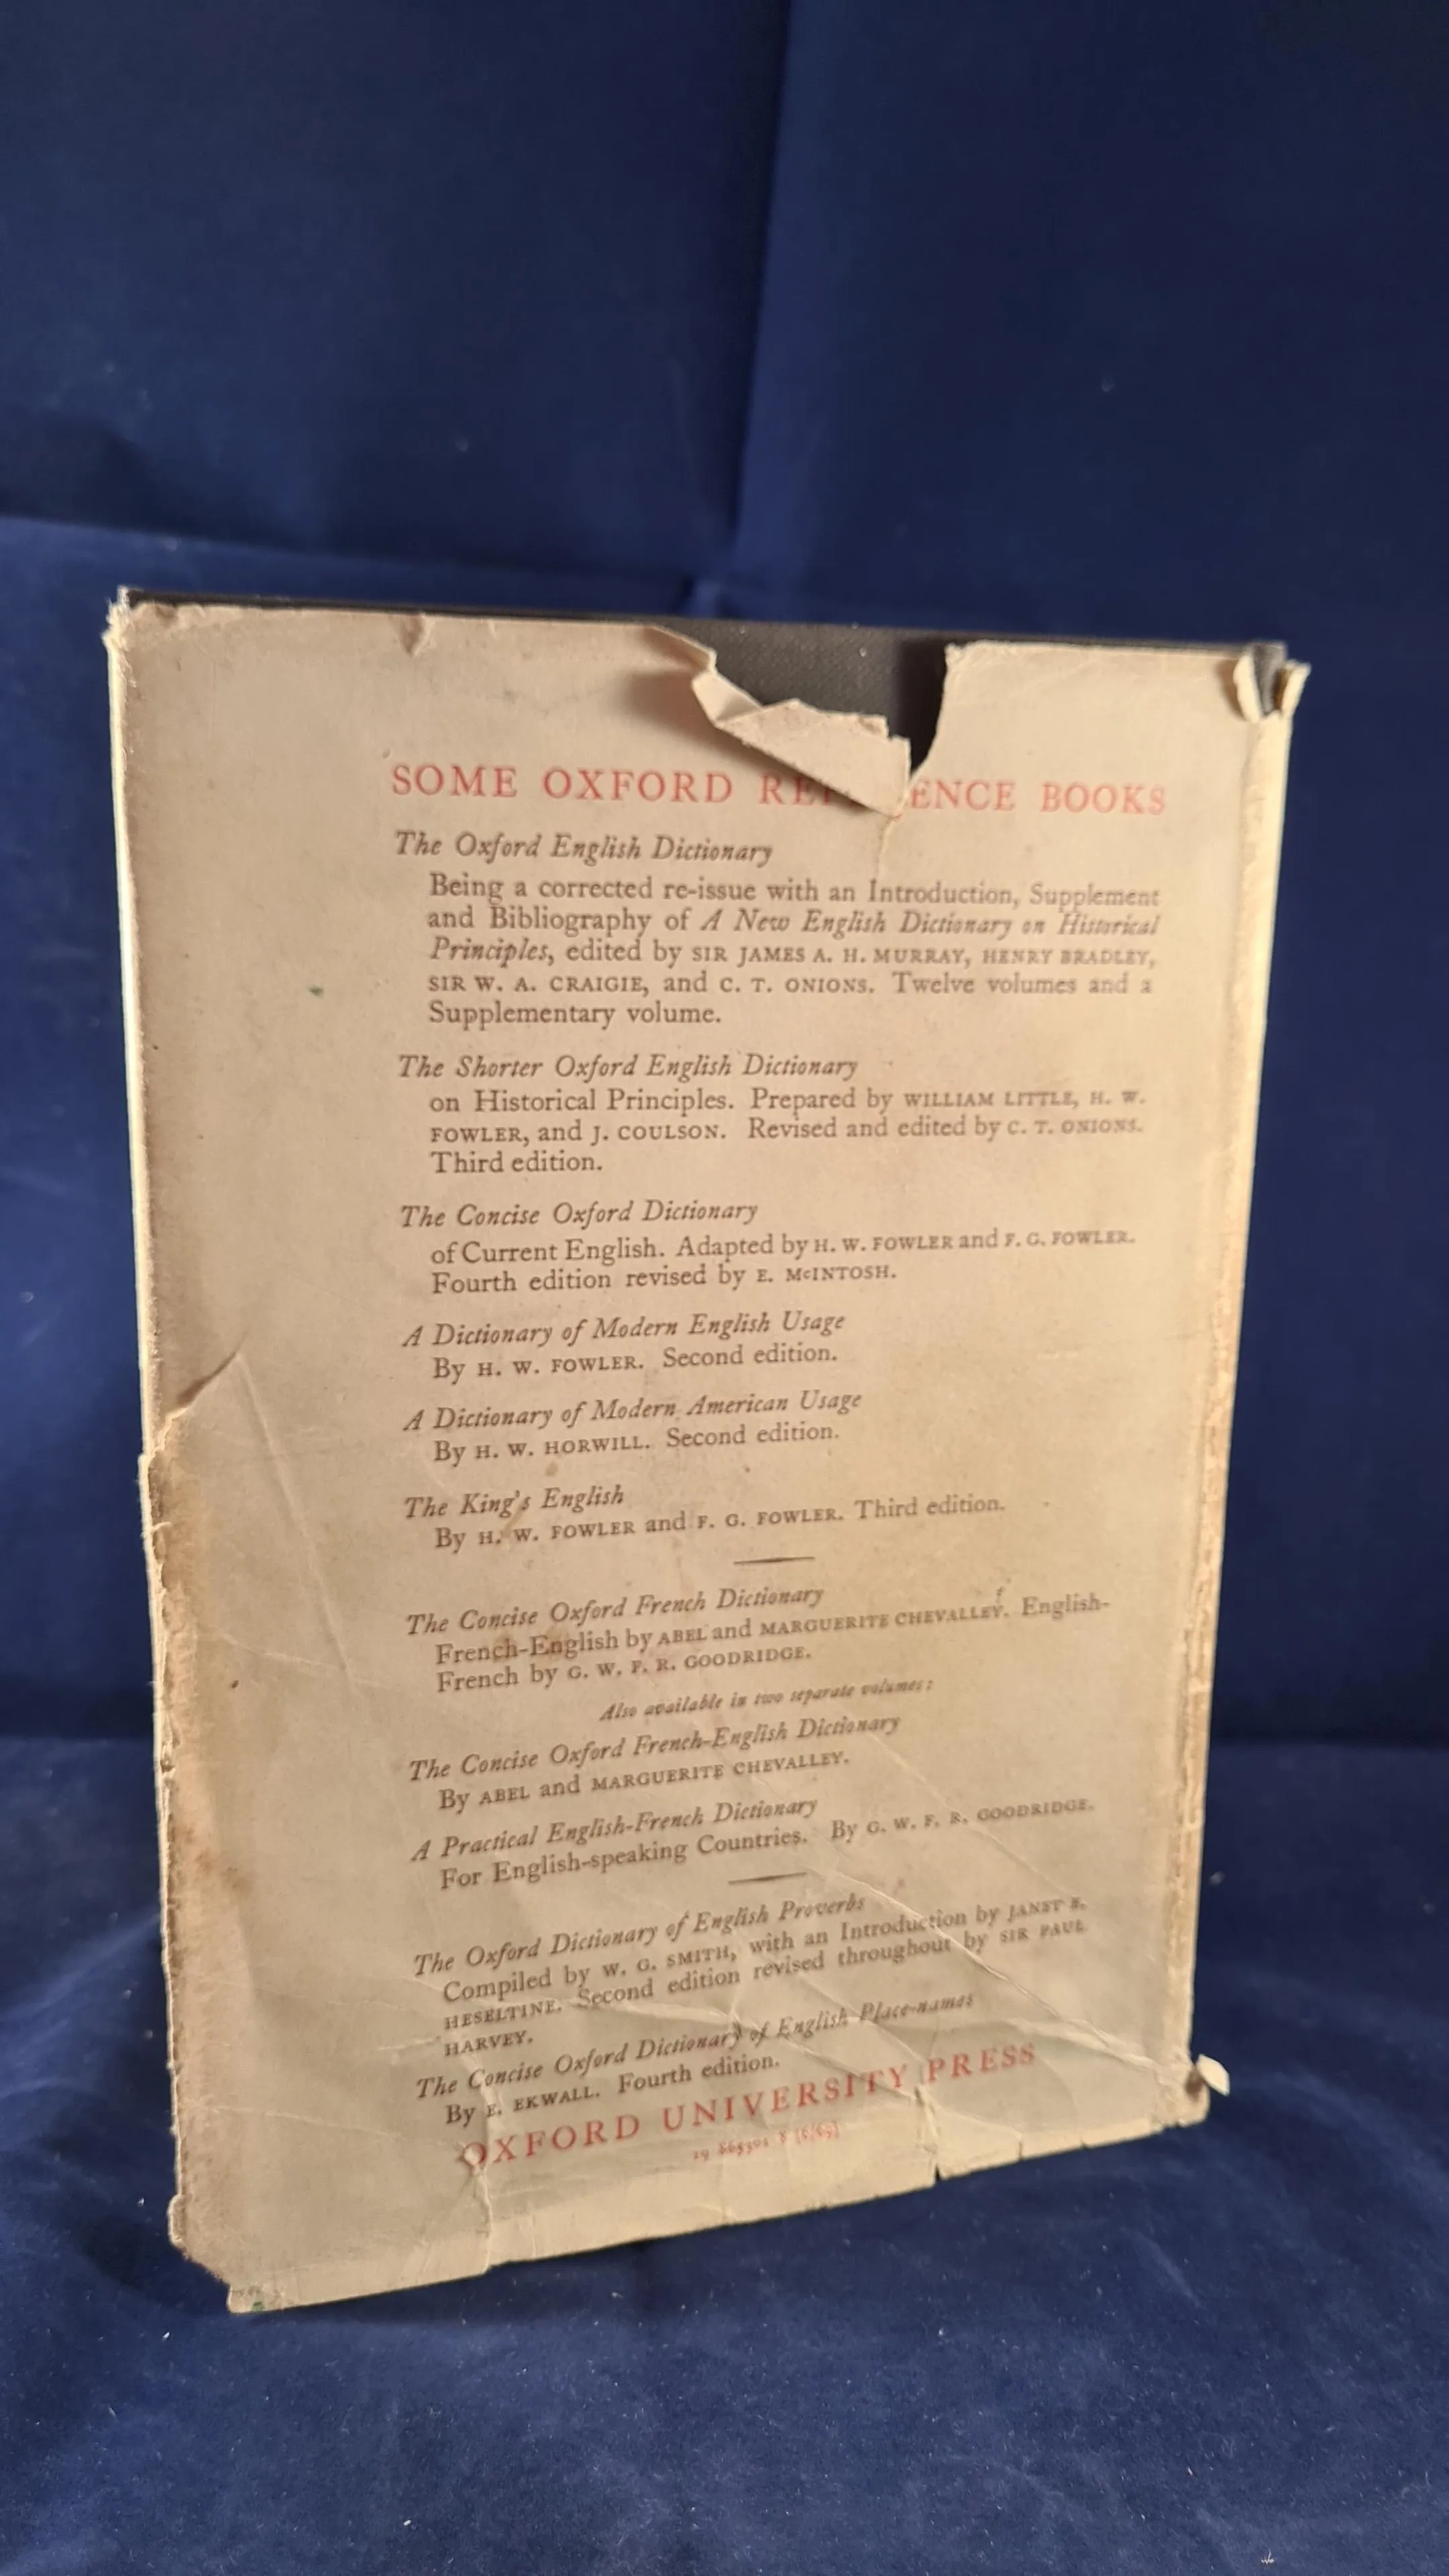 SOME OXFORD RE ENCE BOOKS
The Oxford English Dictionary
Being a corrected re-issue with an Introduction, Supplement
and Bibliography of A New English Dictionary on Historical
Principles, edited by SIR JAMES A. H. MURRAY, HENRY BRADLEY,
SIR W. A. CRAIGIE, and C. T. ONIONS. Twelve volumes and a
Supplementary volume.
The Shorter Oxford English Dictionary
on Historical Principles. Prepared by WILLIAM LITTLE, H. W.
FOWLER, and J. COULSON. Revised and edited by C. T. ONIONS.
Third edition.
The Concise Oxford Dictionary
of Current English. Adapted by H. W. FOWLER and F. G. FOWLER.
Fourth edition revised by E. McINTOSH.
A Dictionary of Modern English Usage
By H. W. FOWLER. Second edition.
A Dictionary of Modern American Usage
By H. W. HORWILL. Second edition.
The King's English
By H. W. FOWLER and F. G. FOWLER. Third edition.
The Concise Oxford French Dictionary
French-English by ABEL and MARGUERITE CHEVALLEY. English-
French by G. W. F. R. GOODRIDGE.
Also available in two separate volumes:
The Concise Oxford French-English Dictionary
By ABEL and MARGUERITE CHEVALLEY.
A Practical English-French Dictionary
For English-speaking Countries. By G. W. F. R. GOODRIDGE.
The Oxford Dictionary of English Proverbs
Compiled by W. G. SMITH, with an Introduction by JANET E.
HESELTINE. Second edition revised throughout by SIR PAUL
HARVEY.
The Concise Oxford Dictionary of English Place-names
By E. EKWALL. Fourth edition.
OXFORD UNIVERSITY PRESS